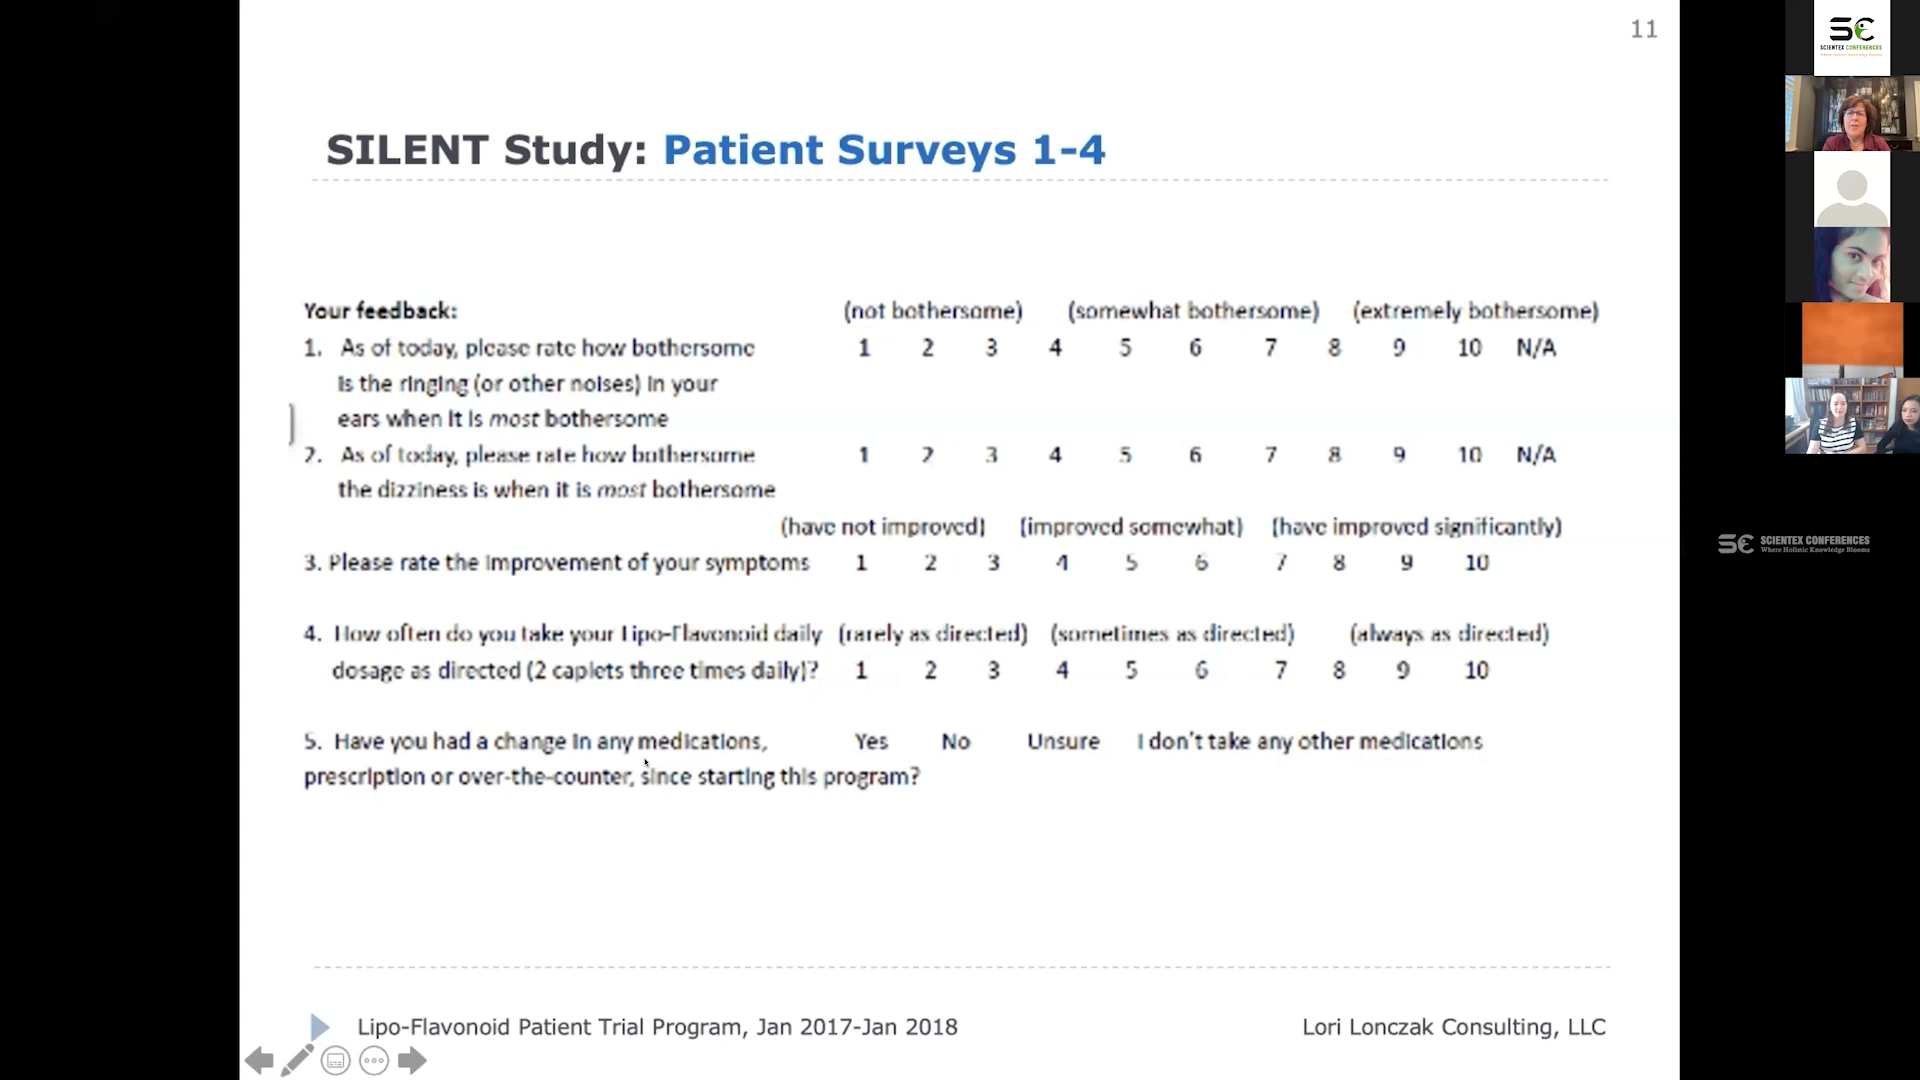 11
SILENT Study: Patient Surveys 1-4
Your feedback: (not bothersome) (somewhat bothersome) (extremely bothersome)
1. As of today, please rate how bothersome 1 2 3 4 5 6 7 8 9 10 N/A
is the ringing (or other noises) in your
ears when it is most bothersome
2. As of today, please rate how bothersome 1 2 3 4 5 6 7 8 9 10 N/A
the dizziness is when it is most bothersome
(have not improved) (improved somewhat) (have improved significantly)
3. Please rate the improvement of your symptoms 1 2 3 4 5 6 7 8 9 10
4. How often do you take your Lipo-Flavonoid daily (rarely as directed) (sometimes as directed) (always as directed)
dosage as directed (2 caplets three times daily)? 1 2 3 4 5 6 7 8 9 10
5. Have you had a change in any medications, Yes No Unsure I don't take any other medications
prescription or over-the-counter, since starting this program?
Lipo-Flavonoid Patient Trial Program, Jan 2017-Jan 2018
Lori Lonczak Consulting, LLC
SC
SCIENTEX CONFERENCES
SC SCIENTEX CONFERENCES
Where Holistic Knowledge Blooms